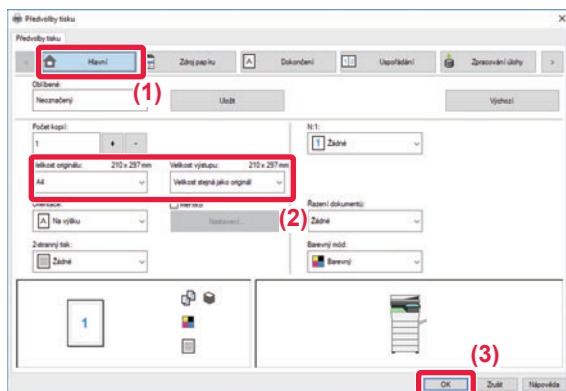 Předvolby tisku
Předvolby tisku
Hlavní
Zdroj papíru
Dokončení
Uspořádání
Zpracování úlohy
(1)
Oblíbené:
Neoznačený
Uložit
Výchozí
Počet kopií:
1
+
-
N:1:
1 Žádné
Velikost originálu: 210 x 297 mm
Velikost výstupu: 210 x 297 mm
A4
Velikost stejná jako originál
(2)
Orientace:
A Na výšku
Měřítko
Nastavení...
Řazení dokumentů:
Žádné
2-stranný tisk:
Žádné
Barevný mód:
Barevný
1
(3)
OK
Zrušit
Nápověda